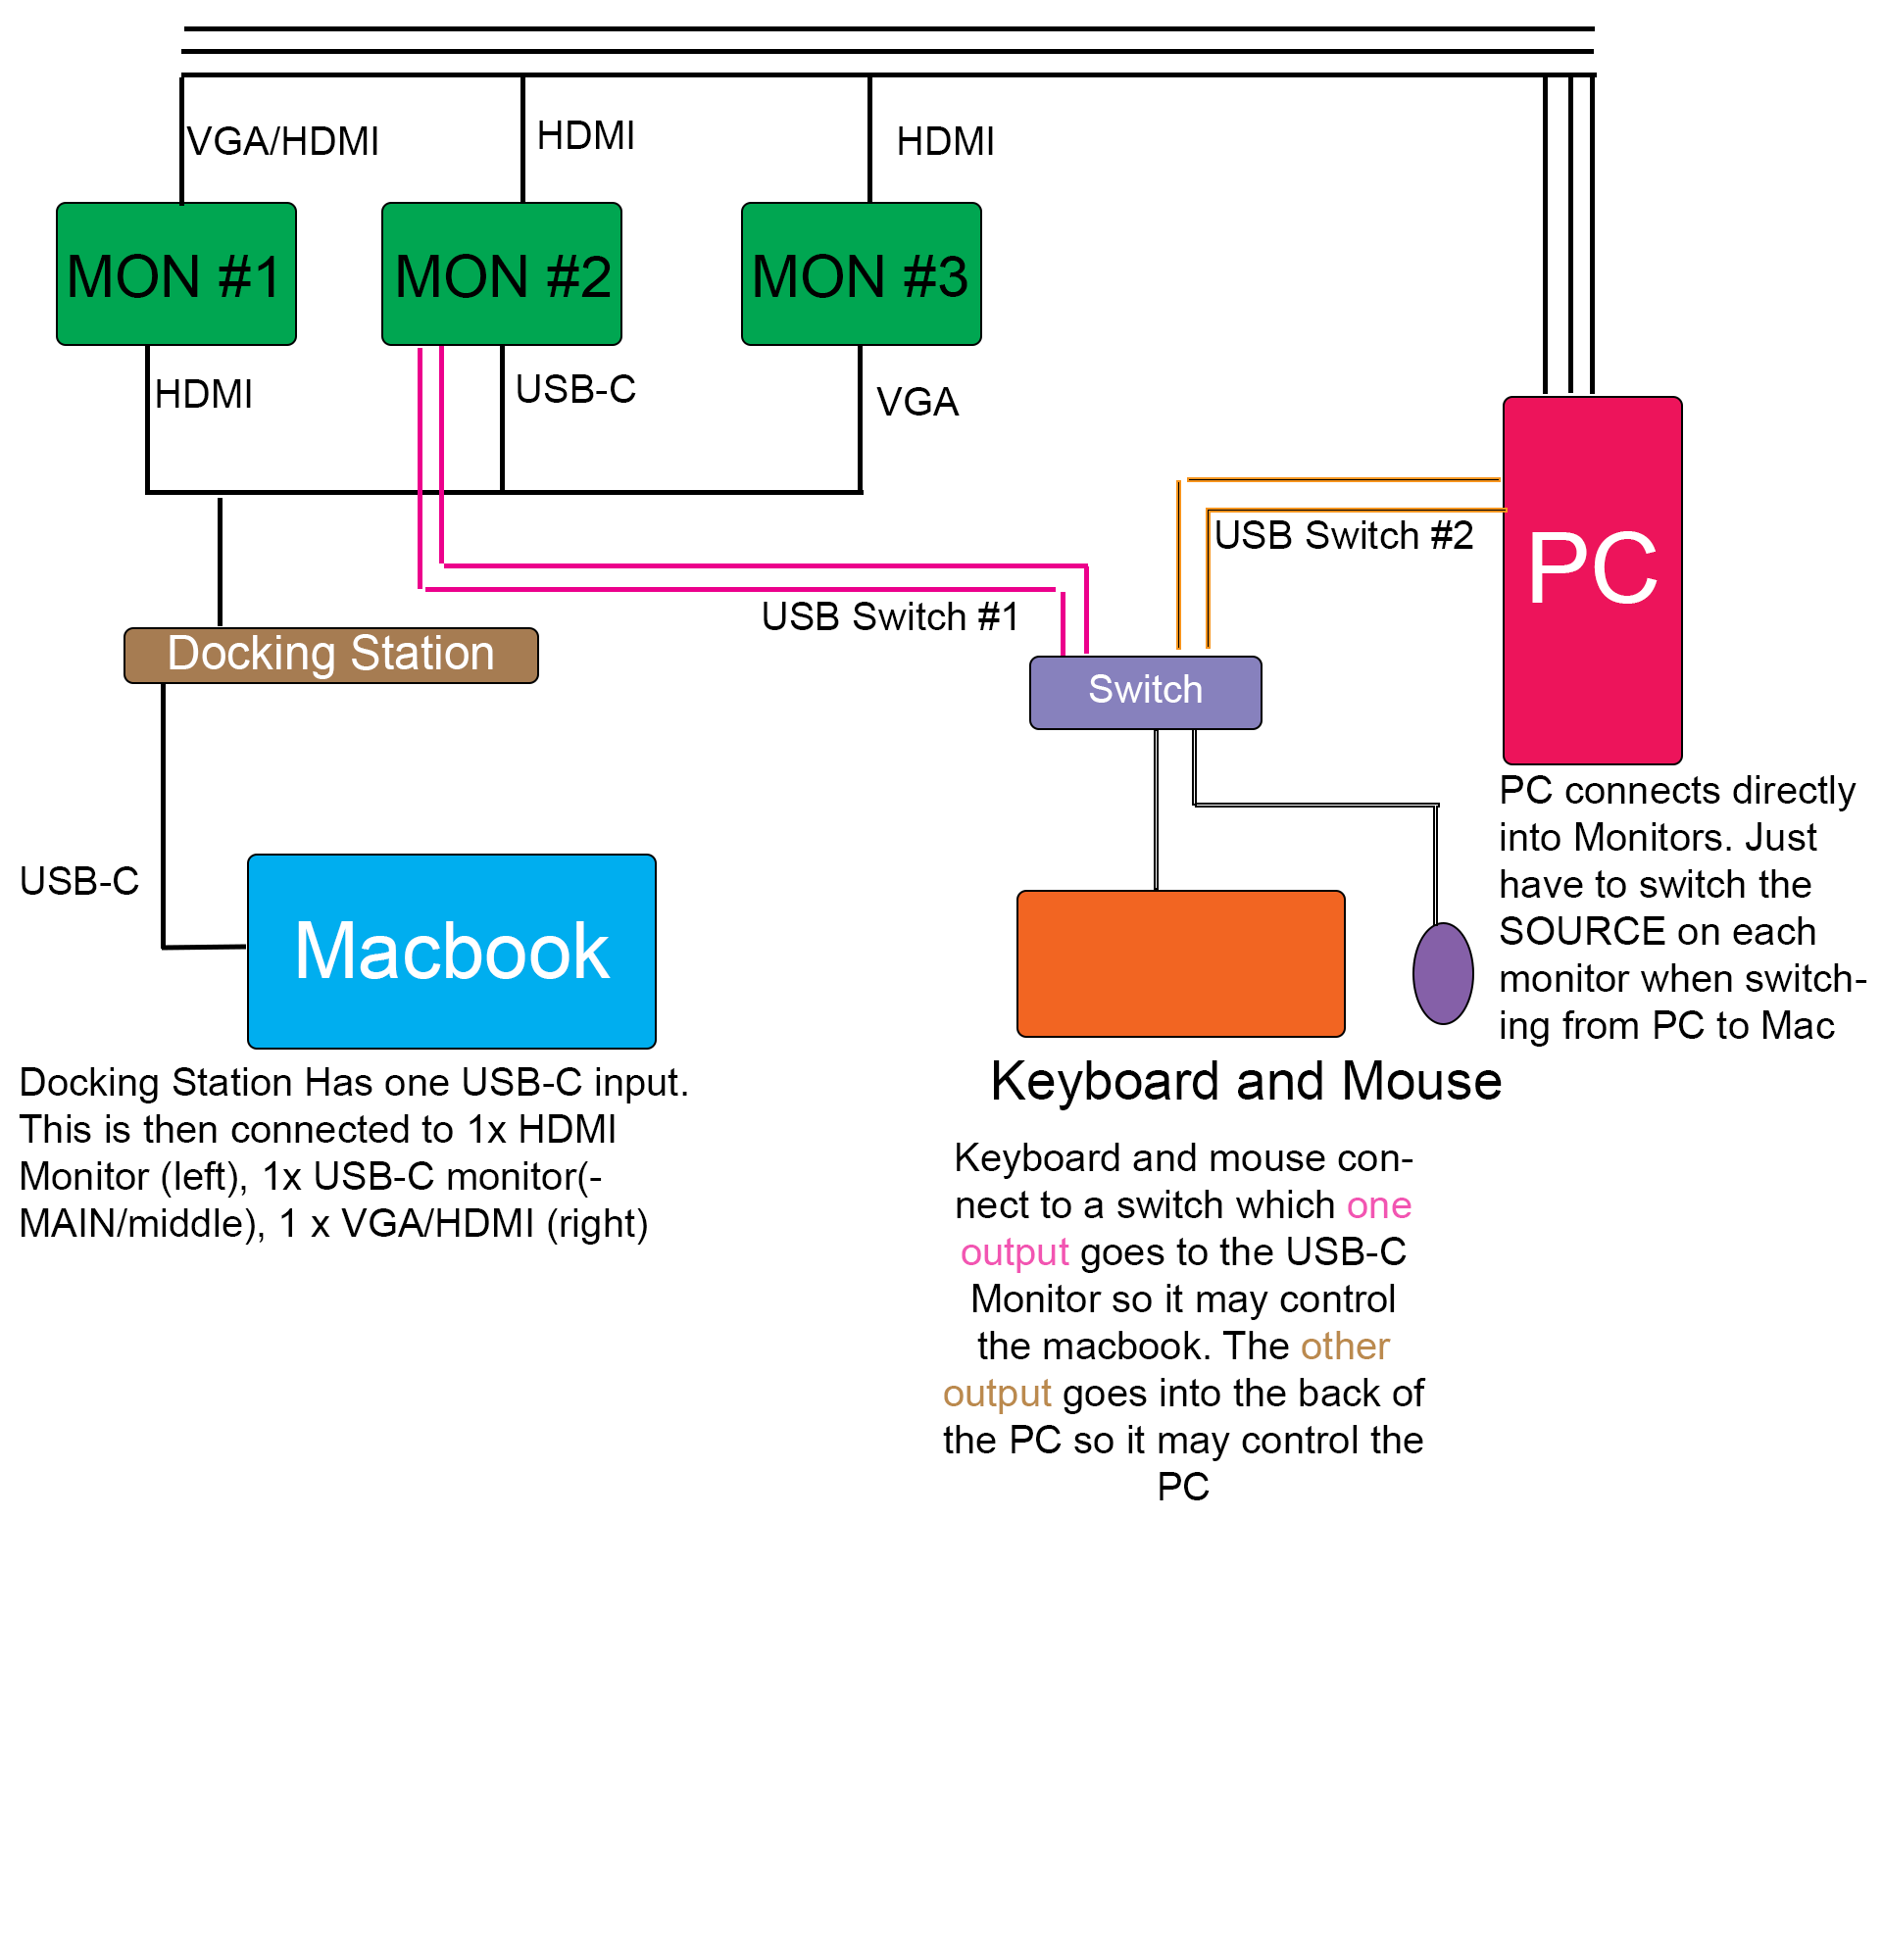 VGA/HDMI
HDMI
HDMI
MON #1
MON #2
MON #3
HDMI
USB-C
VGA
USB Switch #2
PC
USB Switch #1
Docking Station
Switch
PC connects directly
into Monitors. Just
have to switch the
SOURCE on each
monitor when switch-
ing from PC to Mac
USB-C
Macbook
Docking Station Has one USB-C input.
This is then connected to 1x HDMI
Monitor (left), 1x USB-C monitor(-
MAIN/middle), 1 x VGA/HDMI (right)
Keyboard and Mouse
Keyboard and mouse con-
nect to a switch which one
output goes to the USB-C
Monitor so it may control
the macbook. The other
output goes into the back of
the PC so it may control the
PC